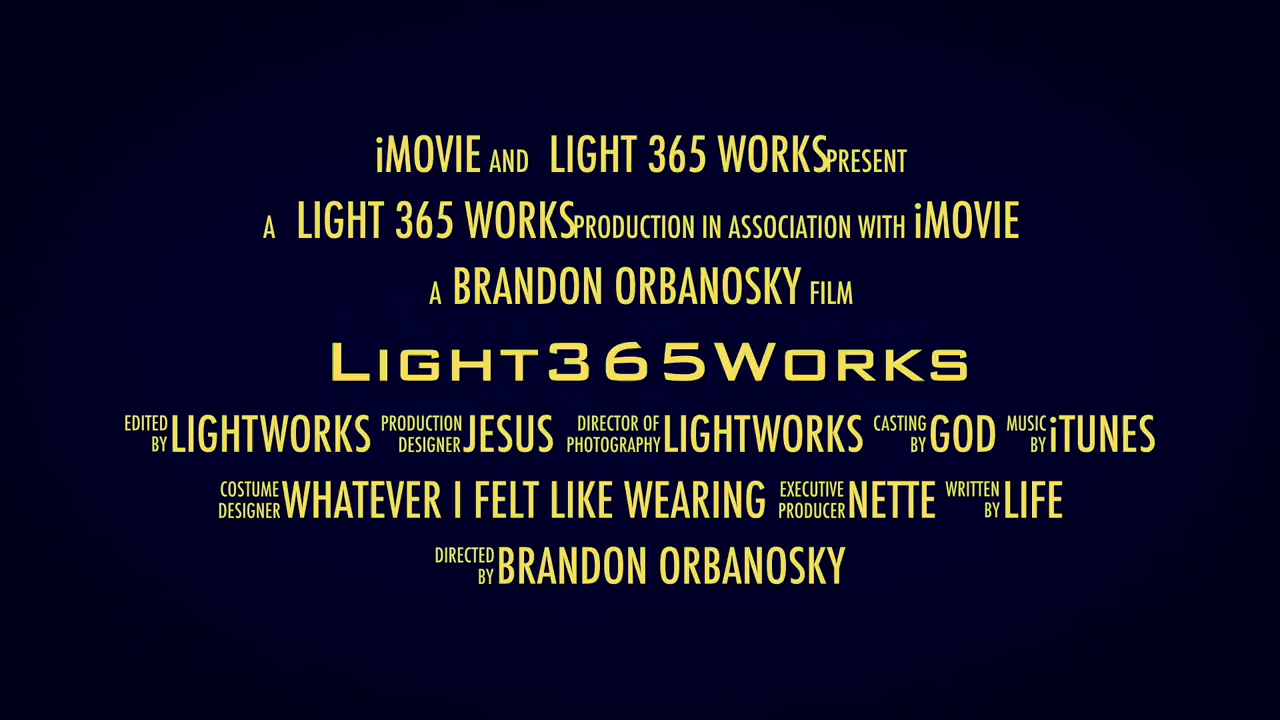 iMOVIE AND LIGHT 365 WORKS PRESENT
A LIGHT 365 WORKS PRODUCTION IN ASSOCIATION WITH iMOVIE
A BRANDON ORBANOSKY FILM
LIGHT365WORKS
EDITED BY LIGHTWORKS PRODUCTION DESIGNER JESUS DIRECTOR OF PHOTOGRAPHY LIGHTWORKS CASTING BY GOD MUSIC BY iTUNES
COSTUME DESIGNER WHATEVER I FELT LIKE WEARING EXECUTIVE PRODUCER NETTE WRITTEN BY LIFE
DIRECTED BY BRANDON ORBANOSKY